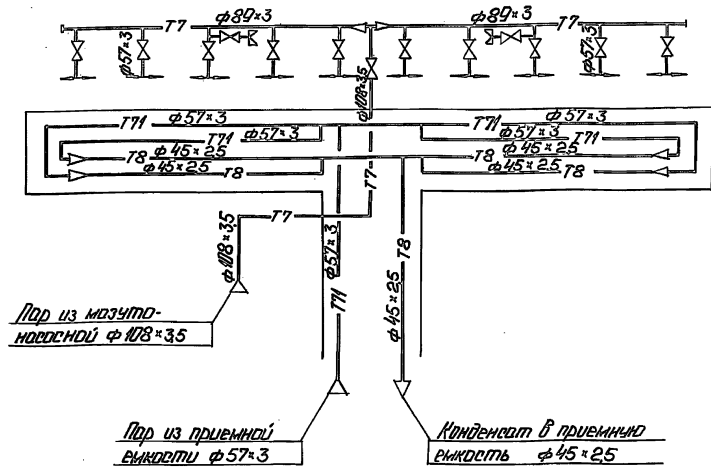 Т7 ф89×3 ф89×3 Т7
ф57×3 ф57×3
ф108×3,5
Т71 ф57×3 Т71 ф57×3
Т71 ф57×3 ф57×3 Т71
Т8 ф45×2,5 Т8 ф45×2,5
ф45×2,5 Т8 ф45×2,5 Т8
Т7
Т7
ф108×3,5
ф57×3
Т8
Т71
ф45×2,5
Пар из мазуто-
насосной ф108×3,5
Пар из приемной
емкости ф57×3
Конденсат в приемную
емкость ф45×2,5